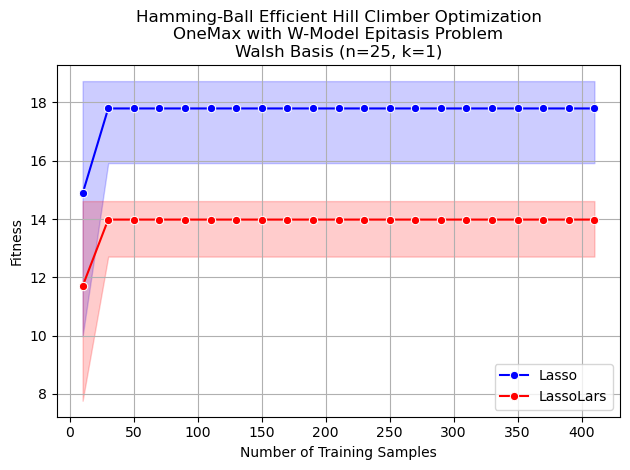 Hamming-Ball Efficient Hill Climber Optimization
OneMax with W-Model Epitasis Problem
Walsh Basis (n=25, k=1)
Fitness
18
16
14
12
10
8
0
50
100
150
200
250
300
350
400
Number of Training Samples
Lasso
LassoLars